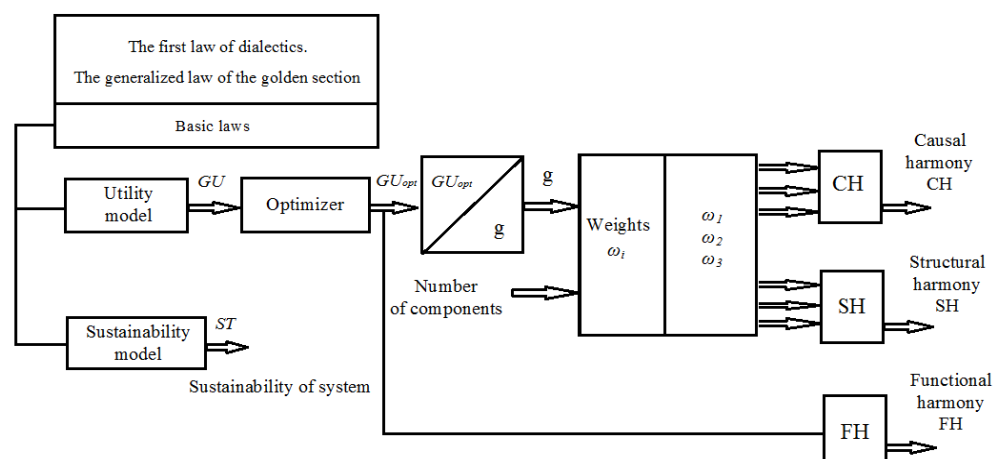 The first law of dialectics.
The generalized law of the golden section
Basic laws
Utility
model
GU
Optimizer
GUopt
GUopt
g
g
Number
of components
Weights
ωi
ω1
ω2
ω3
CH
Causal
harmony
CH
SH
Structural
harmony
SH
Sustainability
model
ST
Sustainability of system
FH
Functional
harmony
FH